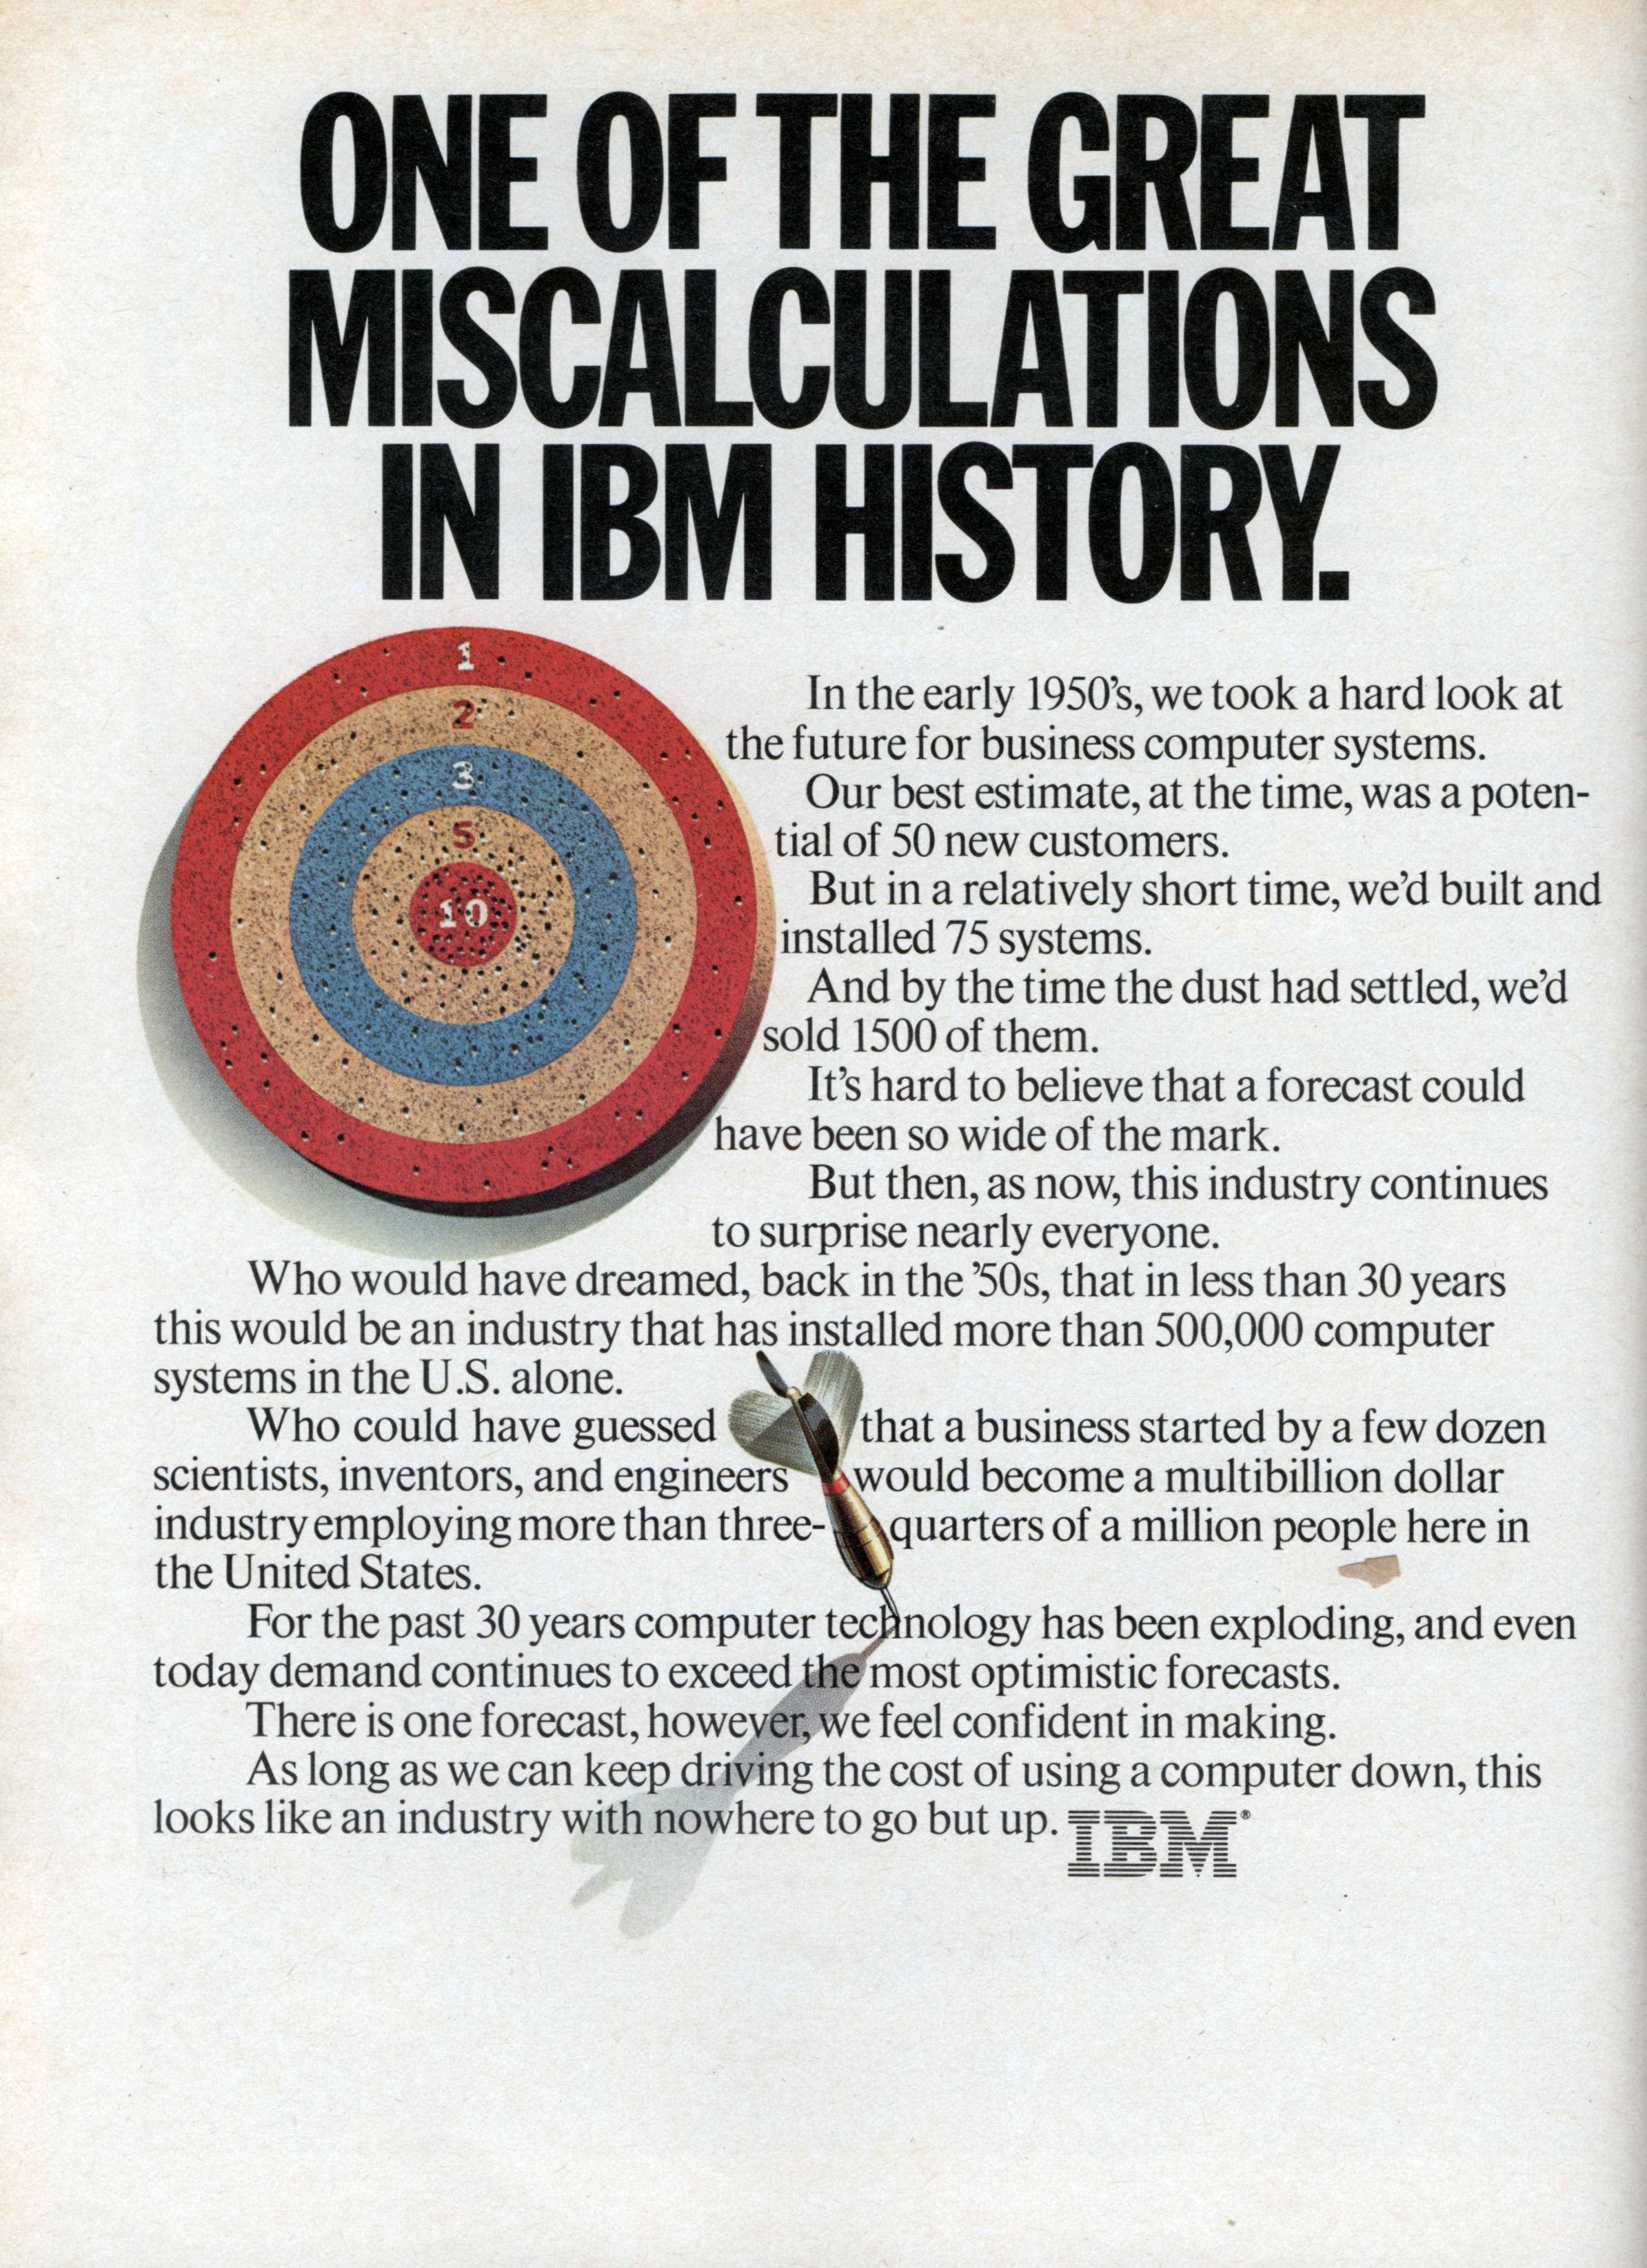 ONE OF THE GREAT
MISCALCULATIONS
IN IBM HISTORY.
1
2
3
5
10
In the early 1950's, we took a hard look at
the future for business computer systems.
Our best estimate, at the time, was a poten-
tial of 50 new customers.
But in a relatively short time, we'd built and
installed 75 systems.
And by the time the dust had settled, we'd
sold 1500 of them.
It's hard to believe that a forecast could
have been so wide of the mark.
But then, as now, this industry continues
to surprise nearly everyone.
Who would have dreamed, back in the '50s, that in less than 30 years
this would be an industry that has installed more than 500,000 computer
systems in the U.S. alone.
Who could have guessed that a business started by a few dozen
scientists, inventors, and engineers would become a multibillion dollar
industry employing more than three-quarters of a million people here in
the United States.
For the past 30 years computer technology has been exploding, and even
today demand continues to exceed the most optimistic forecasts.
There is one forecast, however, we feel confident in making.
As long as we can keep driving the cost of using a computer down, this
looks like an industry with nowhere to go but up. IBM®